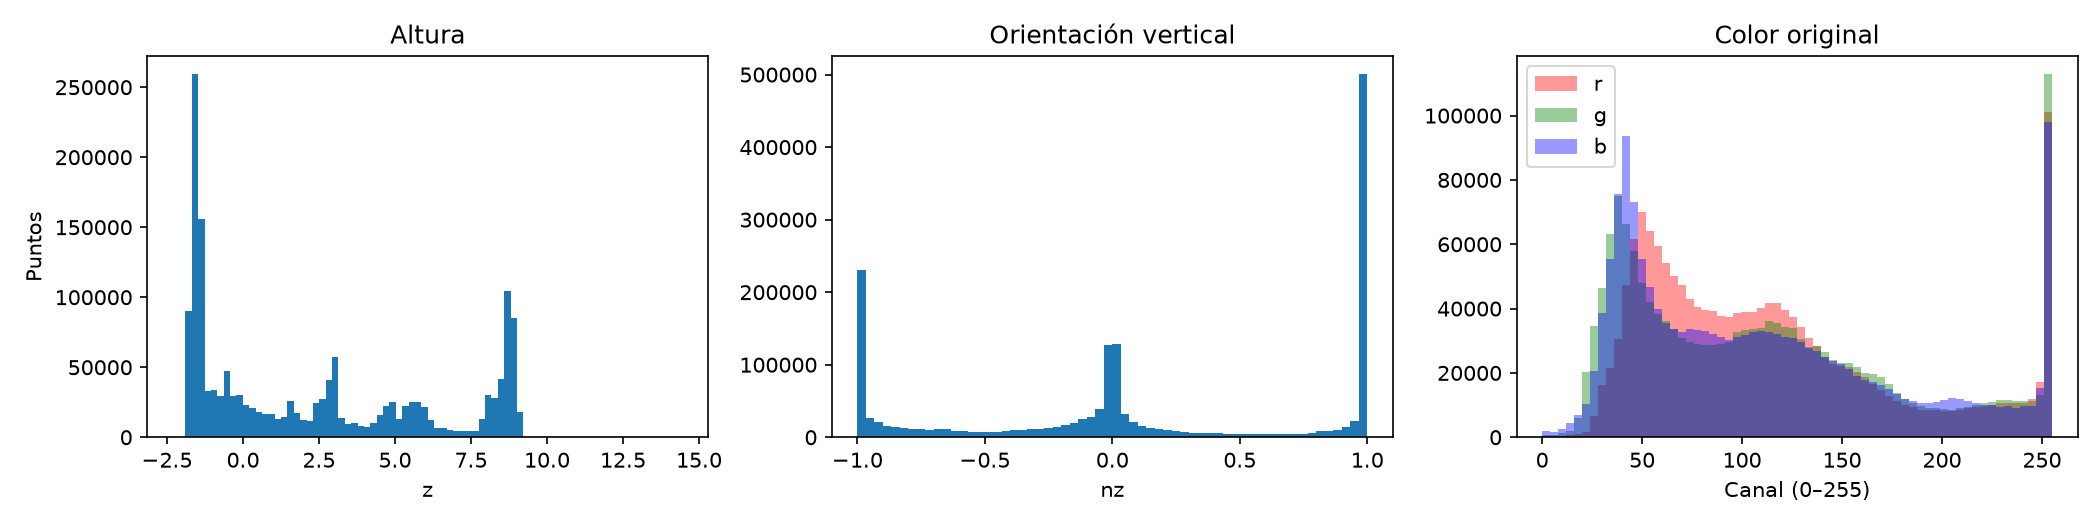 Altura
250000
200000
150000
100000
50000
0
Puntos
−2.5 0.0 2.5 5.0 7.5 10.0 12.5 15.0
z
Orientación vertical
500000
400000
300000
200000
100000
0
−1.0 −0.5 0.0 0.5 1.0
nz
Color original
r
g
b
100000
80000
60000
40000
20000
0
0 50 100 150 200 250
Canal (0–255)